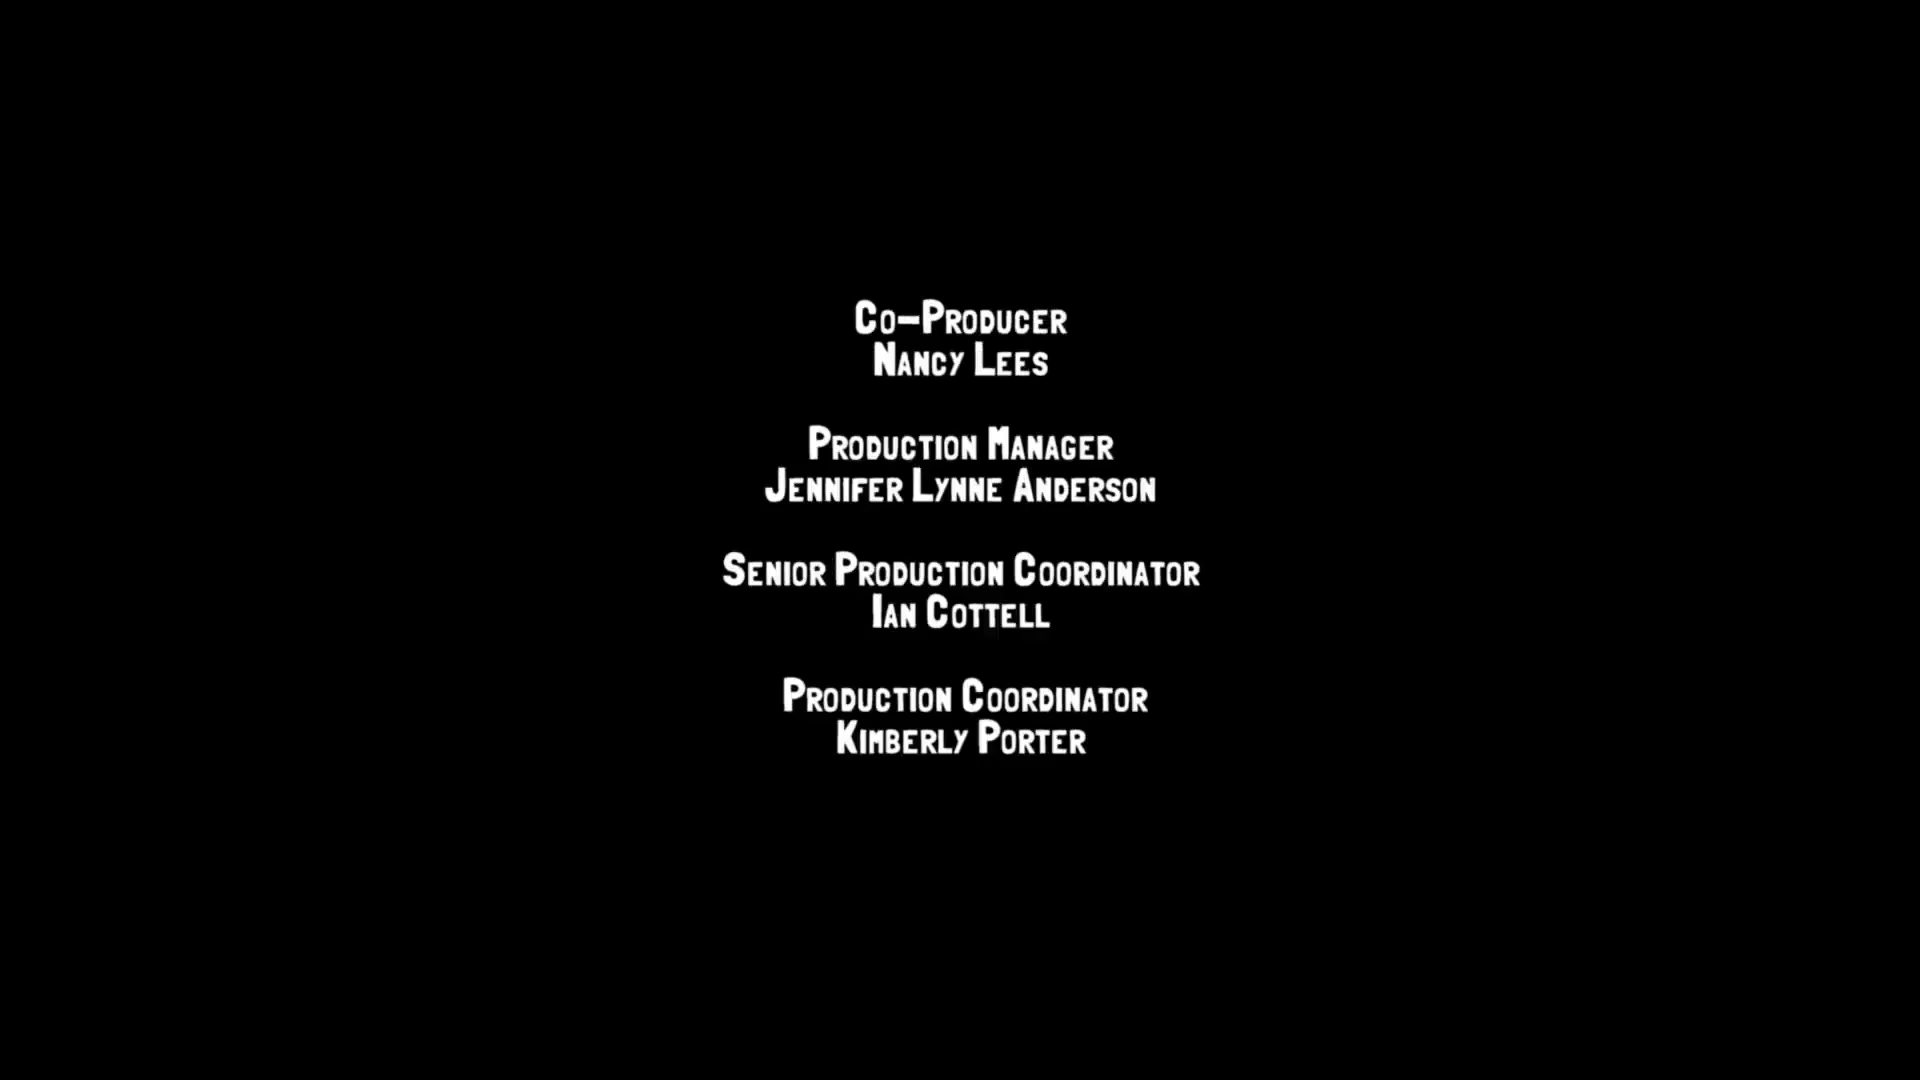 Co-Producer
Nancy Lees
Production Manager
Jennifer Lynne Anderson
Senior Production Coordinator
Ian Cottell
Production Coordinator
Kimberly Porter